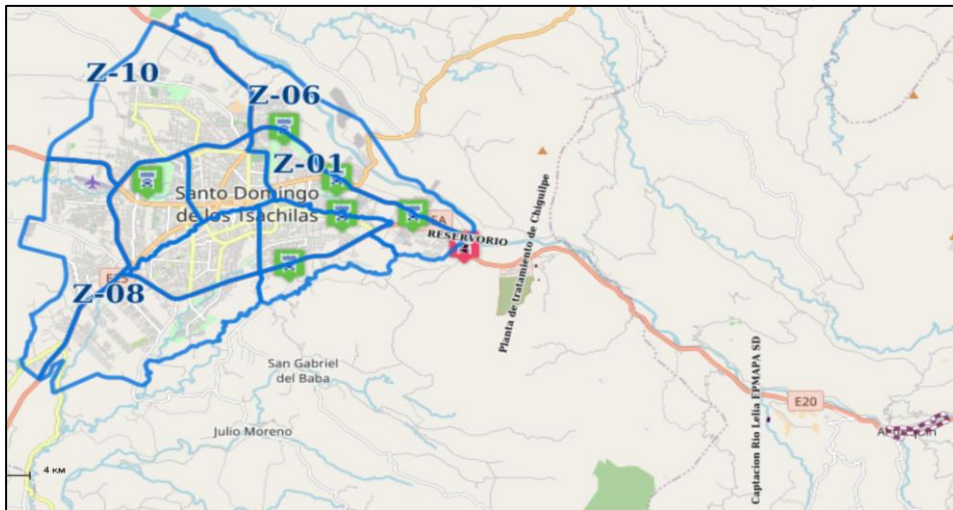 Z-10
Z-06
Z-01
Santo Domingo
de los Tsáchilas
RESERVORIO
Z-08
Planta de tratamiento de Chiguilpe
San Gabriel
del Baba
Julio Moreno
Captacion Rio Lelia EPMAPA SD
E20
4 км